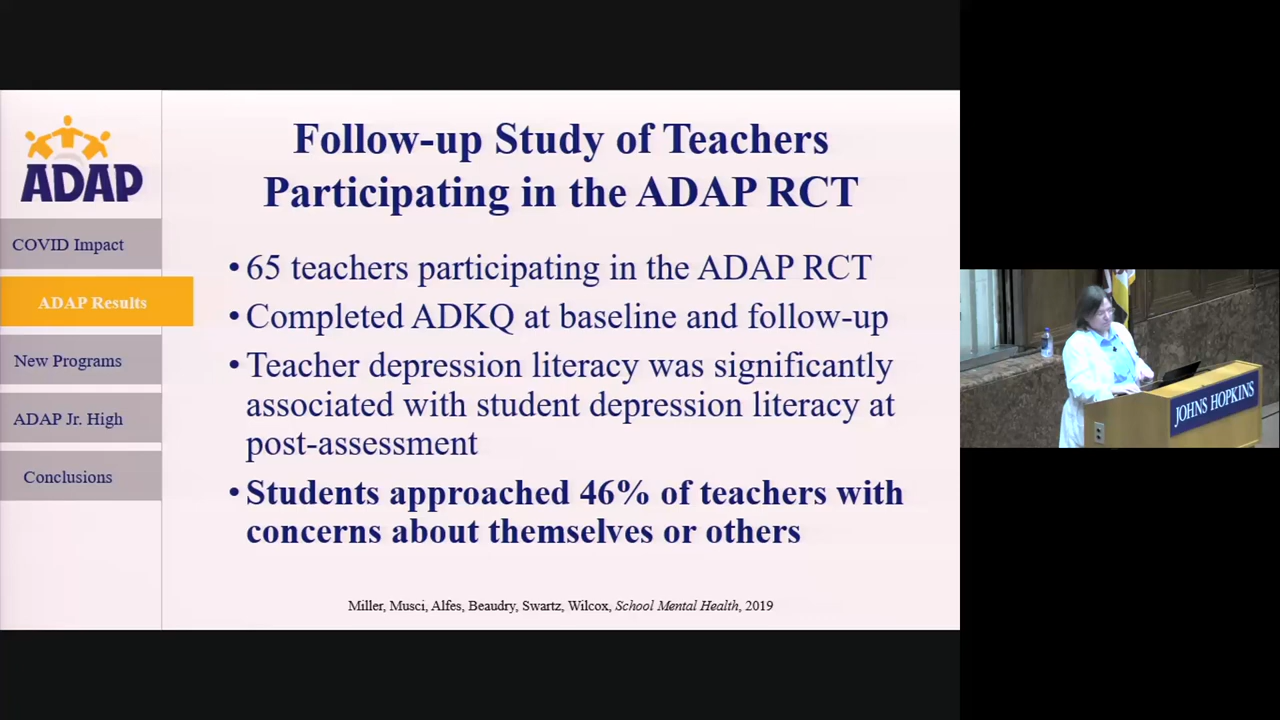 ADAP
COVID Impact
ADAP Results
New Programs
ADAP Jr. High
Conclusions
Follow-up Study of Teachers
Participating in the ADAP RCT
• 65 teachers participating in the ADAP RCT
• Completed ADKQ at baseline and follow-up
• Teacher depression literacy was significantly
associated with student depression literacy at
post-assessment
• Students approached 46% of teachers with
concerns about themselves or others
Miller, Musci, Alfes, Beaudry, Swartz, Wilcox, School Mental Health, 2019
JOHNS HOPKINS